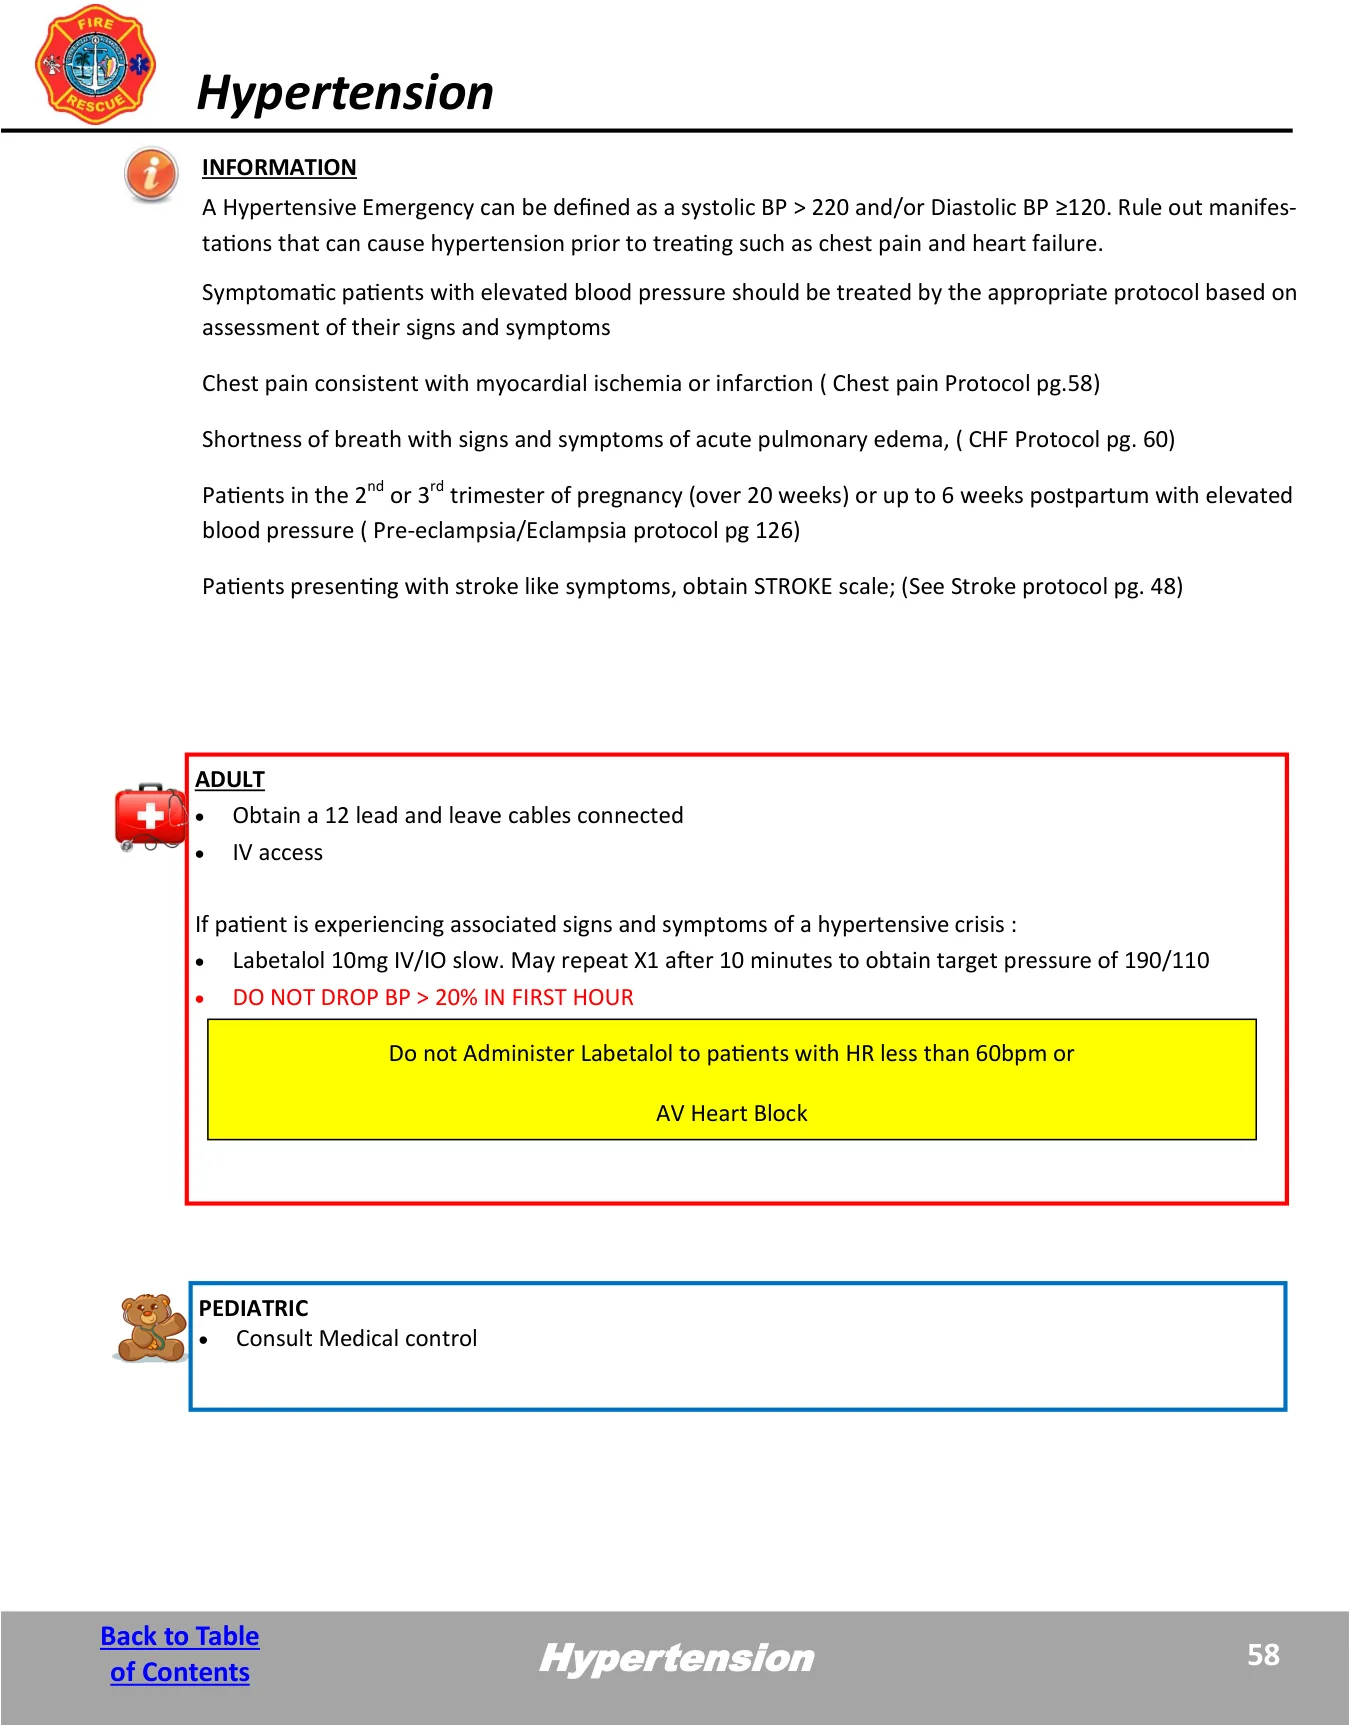 FIRE
RESCUE
Hypertension
INFORMATION
A Hypertensive Emergency can be defined as a systolic BP > 220 and/or Diastolic BP ≥120. Rule out manifes-
tations that can cause hypertension prior to treating such as chest pain and heart failure.
Symptomatic patients with elevated blood pressure should be treated by the appropriate protocol based on
assessment of their signs and symptoms
Chest pain consistent with myocardial ischemia or infarction ( Chest pain Protocol pg.58)
Shortness of breath with signs and symptoms of acute pulmonary edema, ( CHF Protocol pg. 60)
Patients in the 2nd or 3rd trimester of pregnancy (over 20 weeks) or up to 6 weeks postpartum with elevated
blood pressure ( Pre-eclampsia/Eclampsia protocol pg 126)
Patients presenting with stroke like symptoms, obtain STROKE scale; (See Stroke protocol pg. 48)
ADULT
• Obtain a 12 lead and leave cables connected
• IV access
If patient is experiencing associated signs and symptoms of a hypertensive crisis :
• Labetalol 10mg IV/IO slow. May repeat X1 after 10 minutes to obtain target pressure of 190/110
• DO NOT DROP BP > 20% IN FIRST HOUR
Do not Administer Labetalol to patients with HR less than 60bpm or
AV Heart Block
PEDIATRIC
• Consult Medical control
Back to Table
of Contents
Hypertension
58